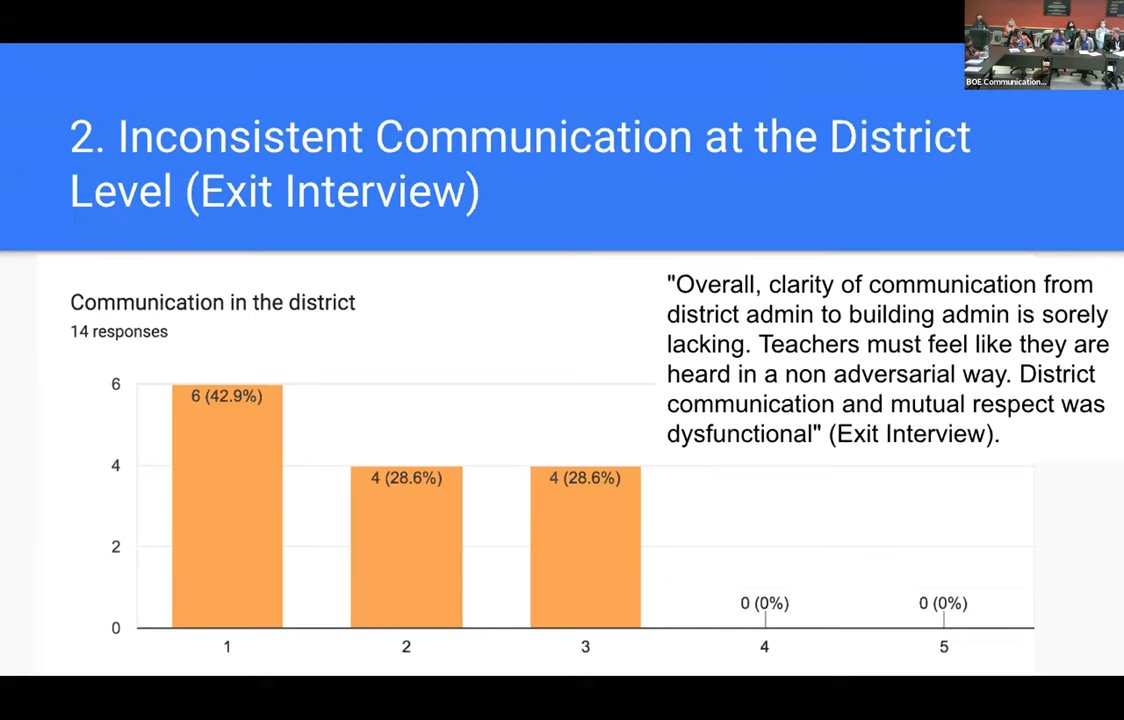 BOE Communication...
2. Inconsistent Communication at the District
Level (Exit Interview)
Communication in the district
14 responses
"Overall, clarity of communication from
district admin to building admin is sorely
lacking. Teachers must feel like they are
heard in a non adversarial way. District
communication and mutual respect was
dysfunctional" (Exit Interview).
6
6 (42.9%)
4
4 (28.6%)
4 (28.6%)
2
0 (0%)
0 (0%)
0
1
2
3
4
5